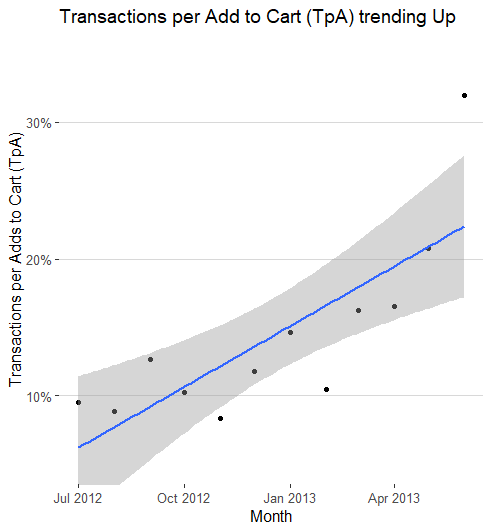 Transactions per Add to Cart (TpA) trending Up
Transactions per Adds to Cart (TpA)
30%
20%
10%
Jul 2012
Oct 2012
Jan 2013
Apr 2013
Month